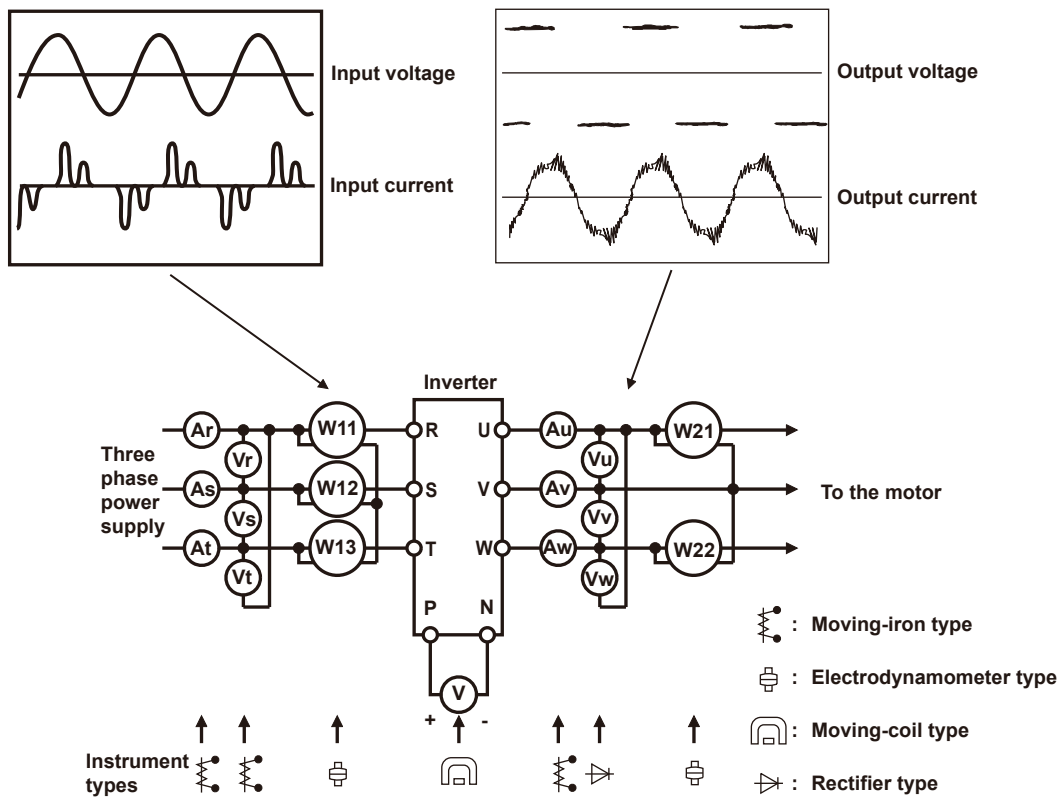 Input voltage
Input current
Output voltage
Output current
Inverter
Three
phase
power
supply
Ar
As
At
Vr
Vs
Vt
W11
W12
W13
R
S
T
U
V
W
P
N
V
+
-
Au
Av
Aw
Vu
Vv
Vw
W21
W22
To the motor
: Moving-iron type
: Electrodynamometer type
: Moving-coil type
: Rectifier type
Instrument
types